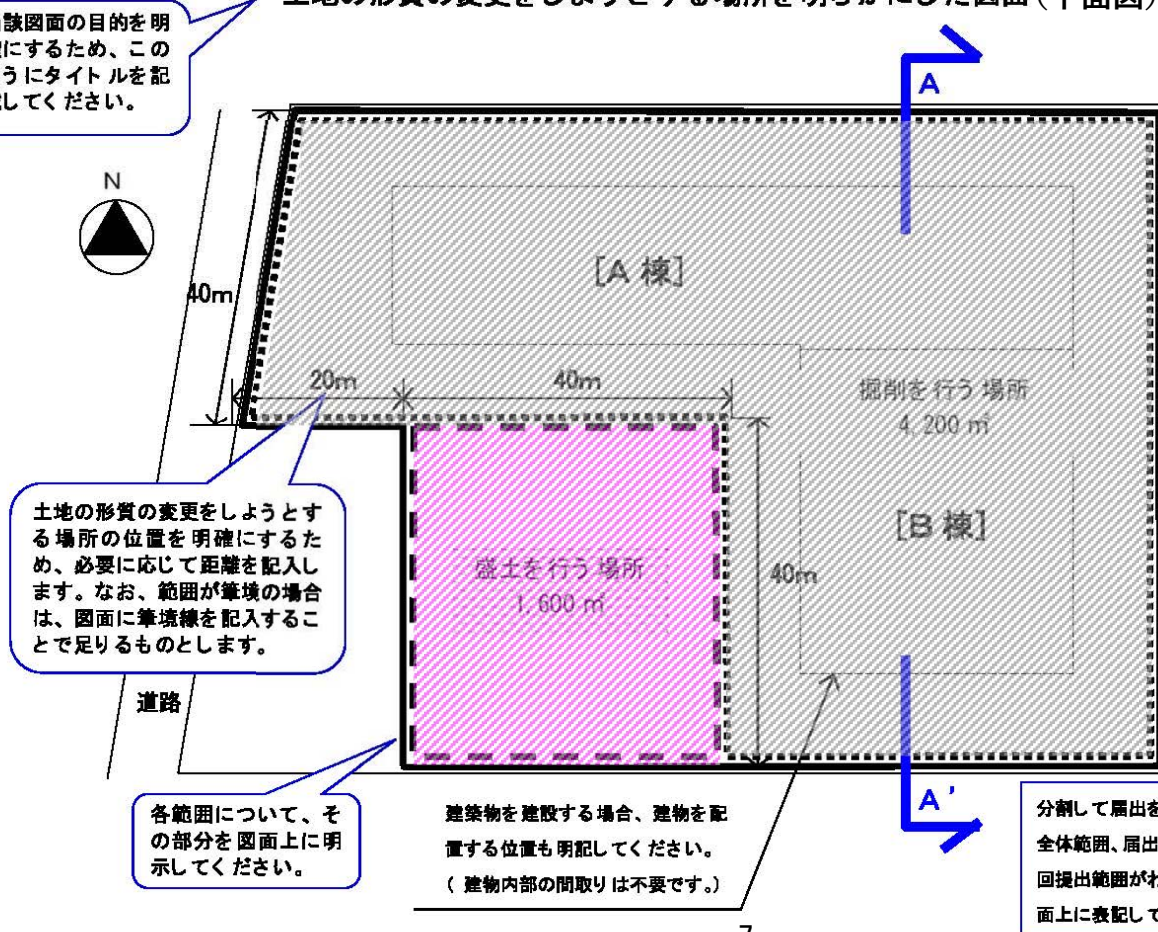 土地の形質の変更をしようとする場所を明らかにした図面(平面図)
該図面の目的を明
にするため、この
うにタイトルを記
してください。
A
N
[A 棟]
40m
20m
40m
掘削を行う場所
4,200 ㎡
土地の形質の変更をしようとす
る場所の位置を明確にするた
め、必要に応じて距離を記入し
ます。なお、範囲が筆境の場合
は、図面に筆境線を記入するこ
とで足りるものとします。
盛土を行う場所
1,600 ㎡
[B 棟]
40m
道路
各範囲について、そ
の部分を図面上に明
示してください。
建築物を建設する場合、建物を配
置する位置も明記してください。
( 建物内部の間取りは不要です。)
A'
分割して届出を
全体範囲、届出
回提出範囲がわ
面上に表記して